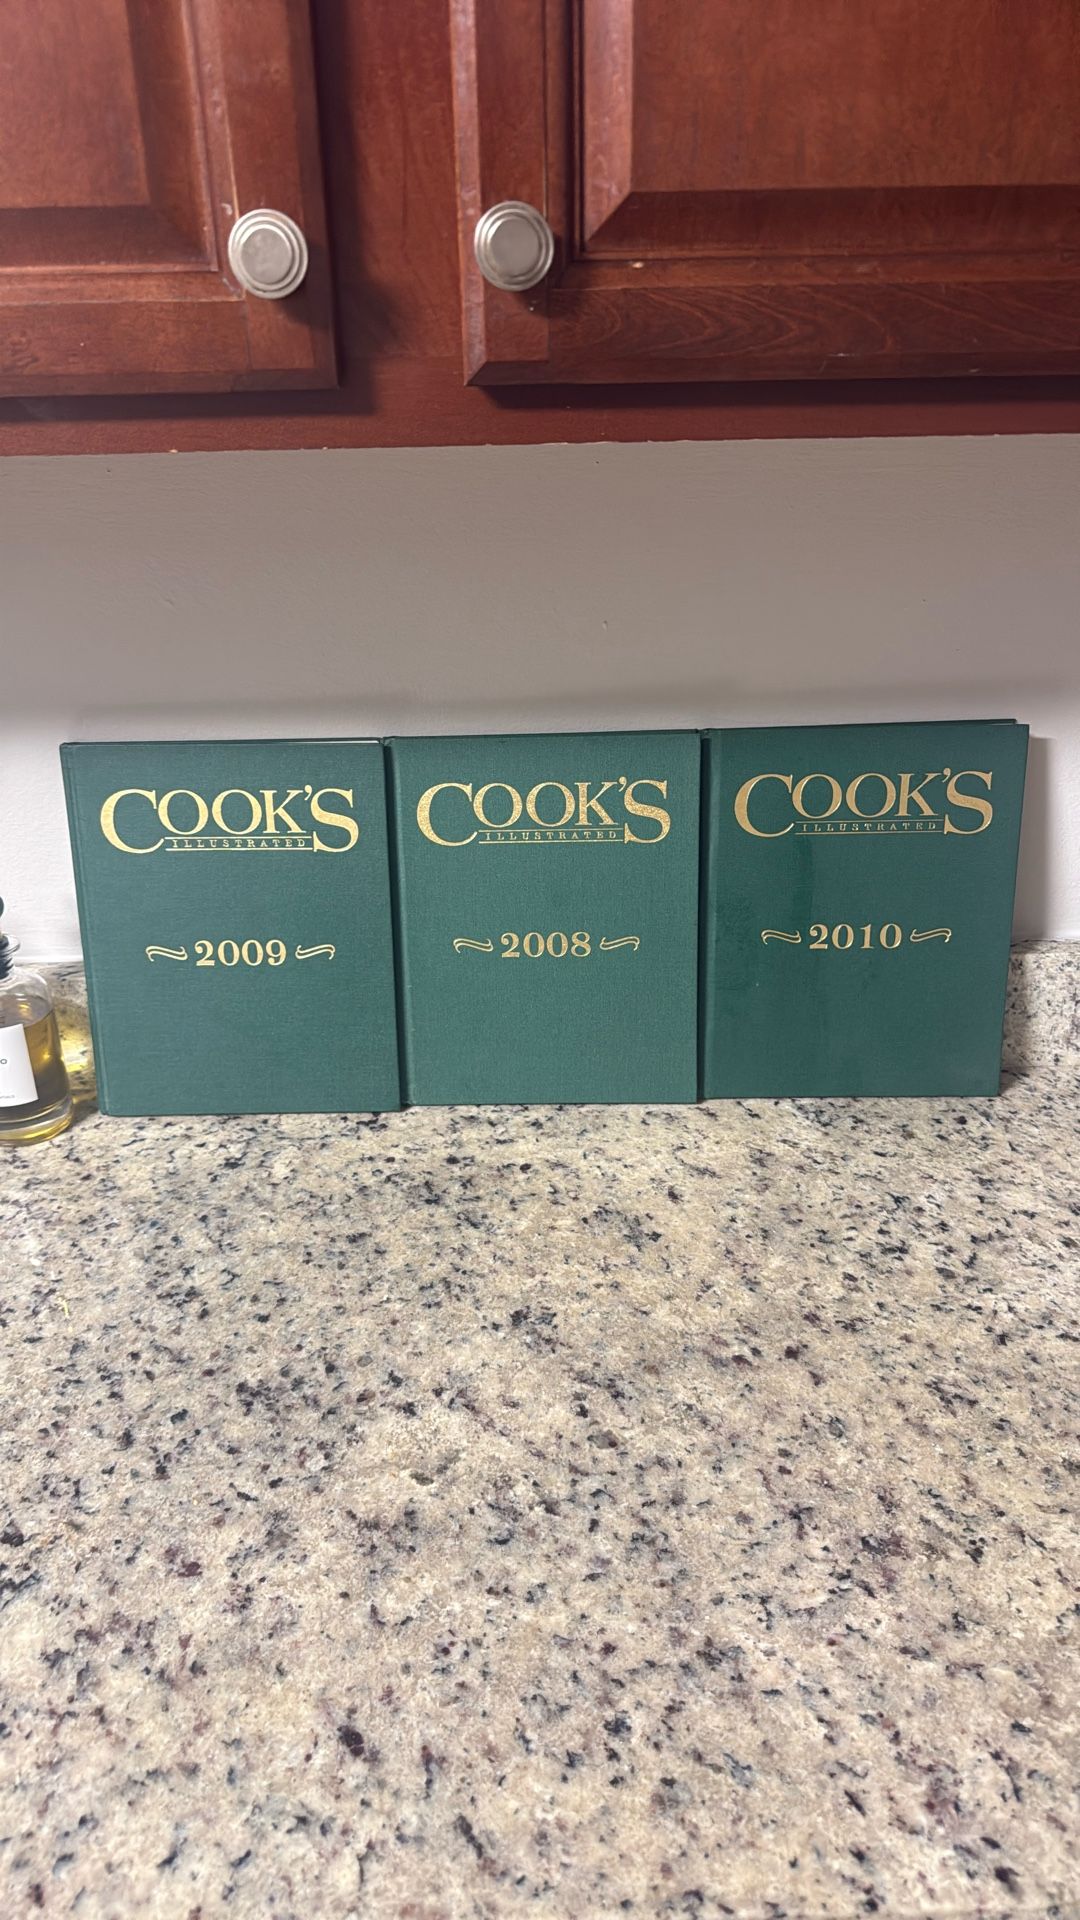 COOK'S
ILLUSTRATED
2009
COOK'S
ILLUSTRATED
2008
COOK'S
ILLUSTRATED
2010